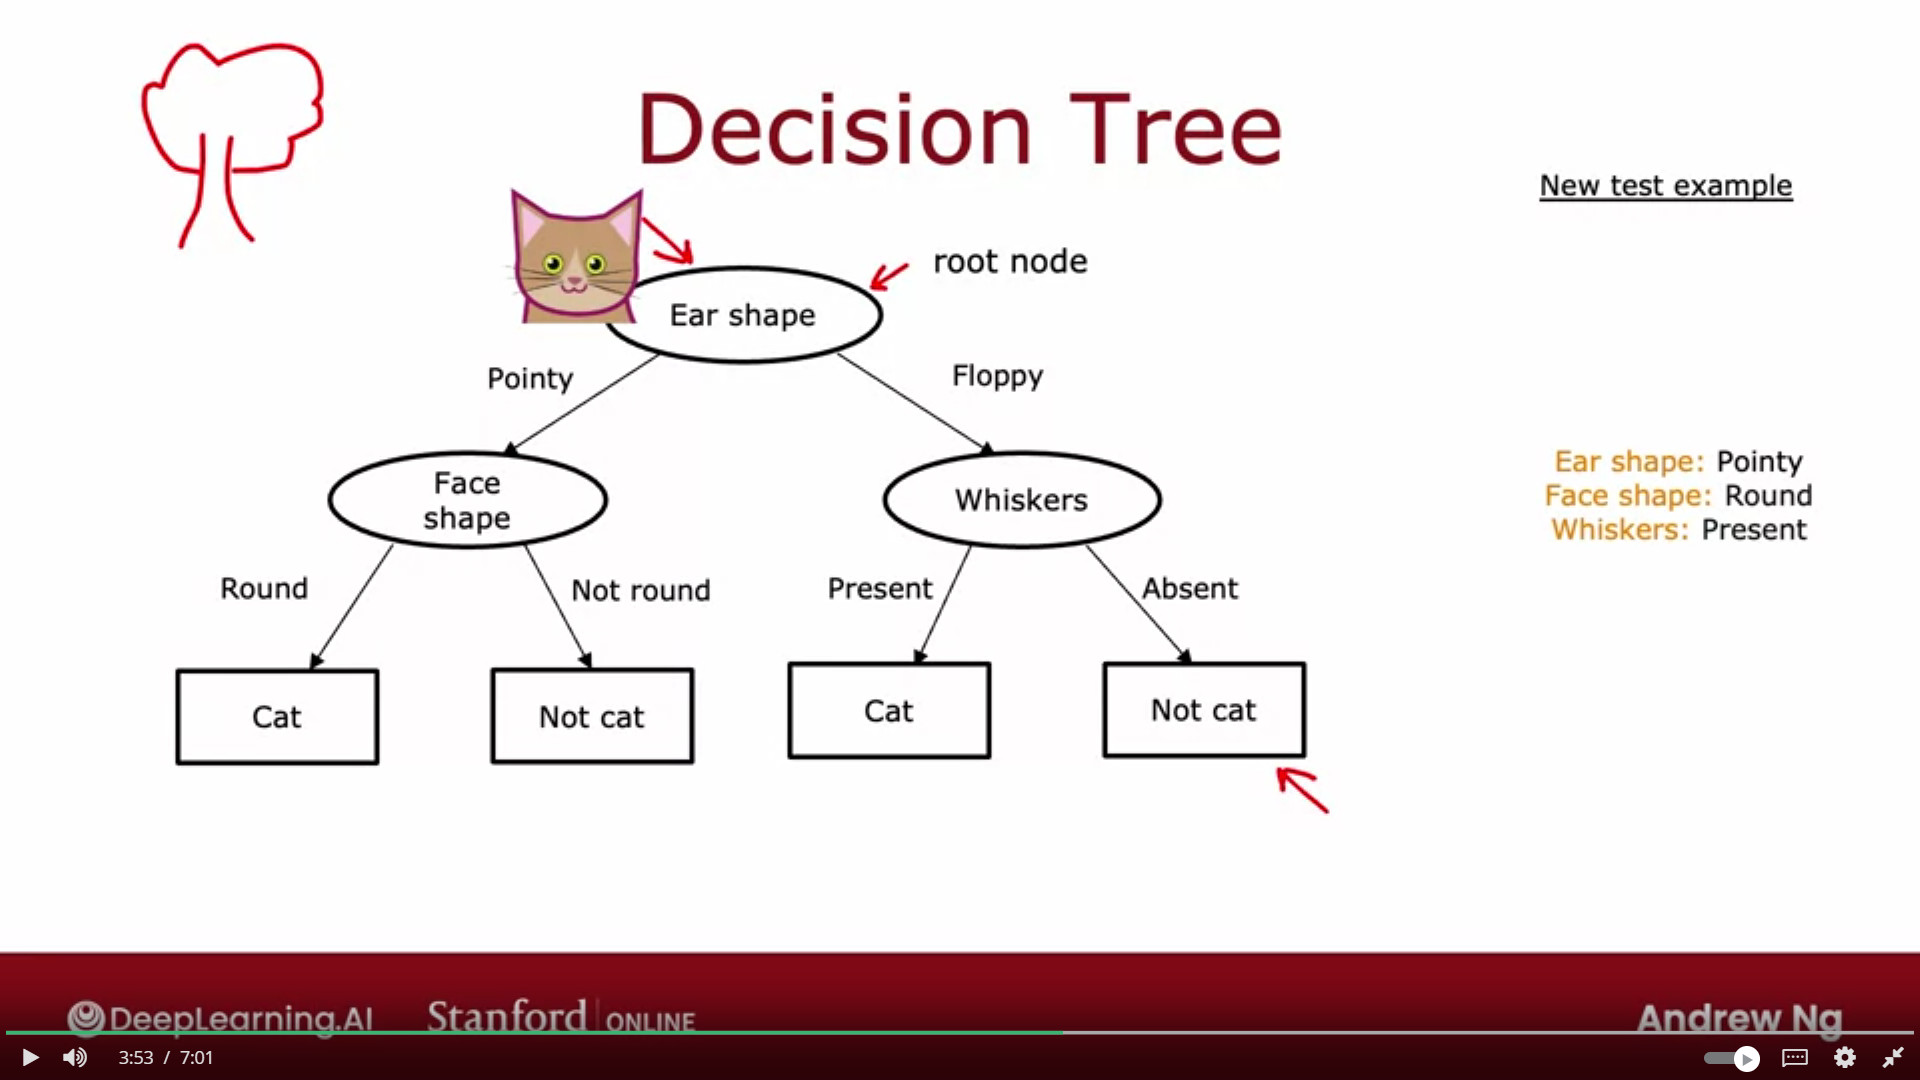 Decision Tree
New test example
root node
Ear shape
Pointy
Floppy
Face
shape
Whiskers
Ear shape: Pointy
Face shape: Round
Whiskers: Present
Round
Not round
Present
Absent
Cat
Not cat
Cat
Not cat
DeepLearning.AI
Stanford ONLINE
Andrew Ng
3:53 / 7:01